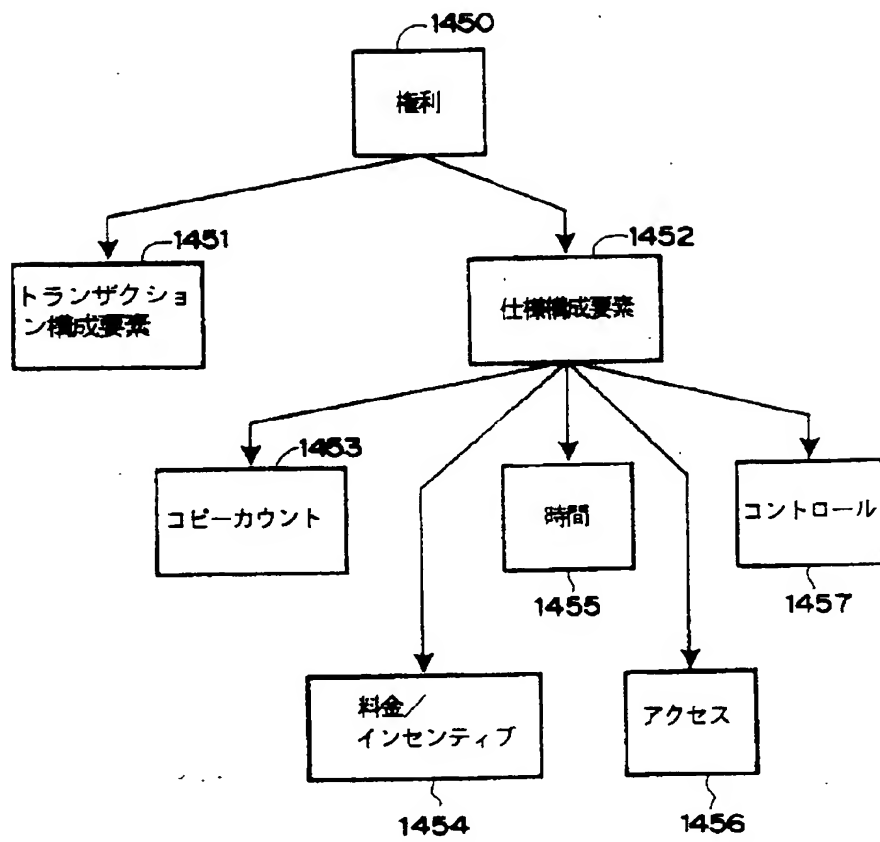 1450
権利
1451
トランザクショ
ン構成要素
1452
仕様構成要素
1453
コピーカウント
時間
1455
コントロール
1457
料金/
インセンティブ
1454
アクセス
1456